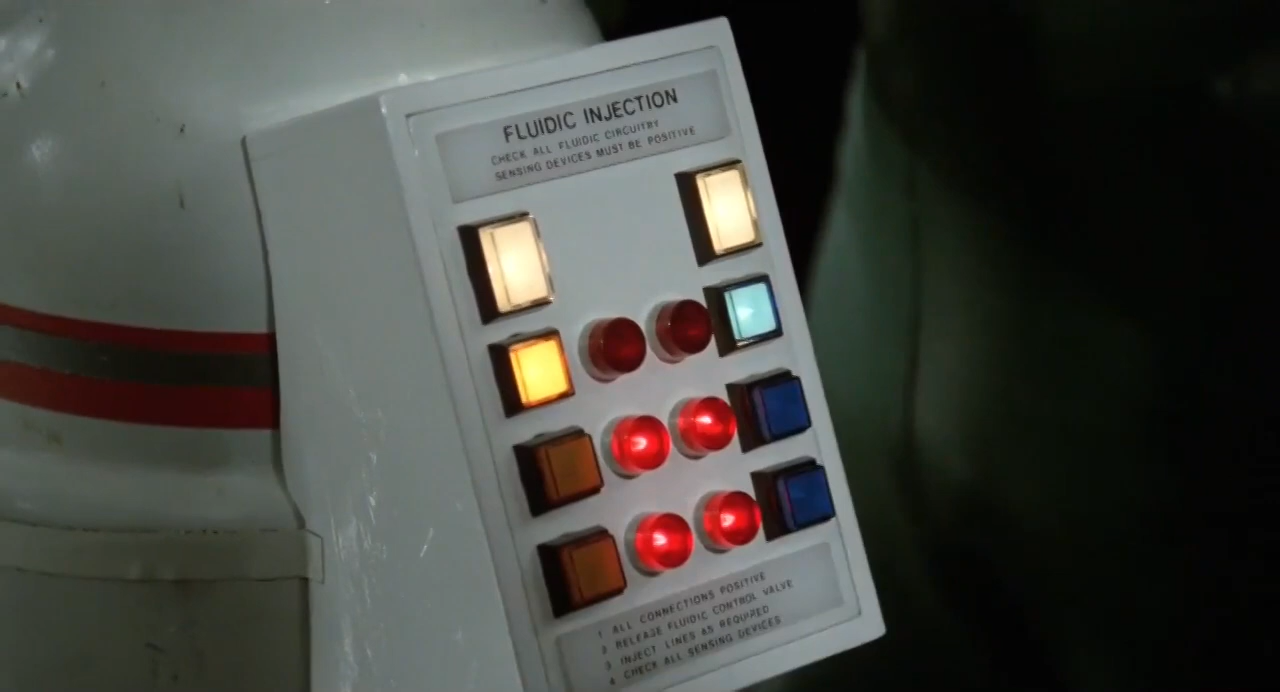 FLUIDIC INJECTION
CHECK ALL FLUIDIC CIRCUITRY
SENSING DEVICES MUST BE POSITIVE
1 ALL CONNECTIONS POSITIVE
2 RELEASE FLUIDIC CONTROL VALVE
3 INJECT LINES AS REQUIRED
4 CHECK ALL SENSING DEVICES